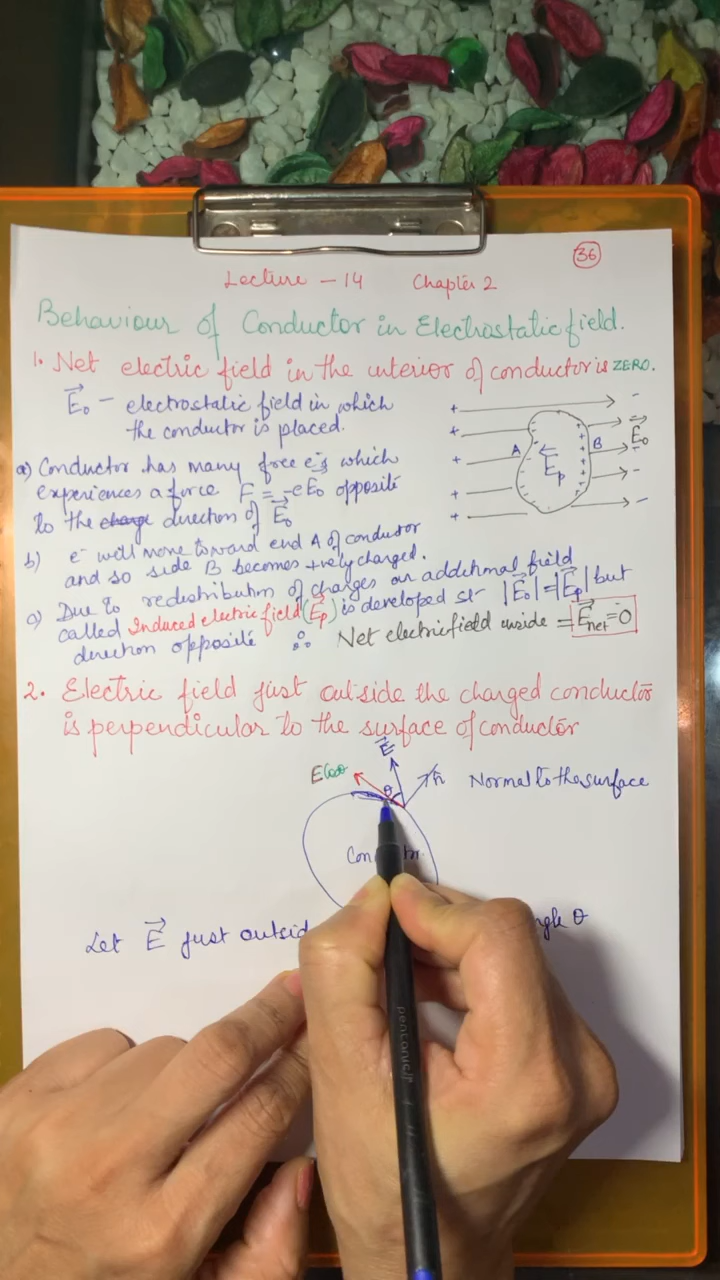 36
Lecture – 14 Chapter 2
Behaviour of Conductor in Electrostatic field.
1. Net electric field in the interior of conductor is ZERO.
E₀ – electrostatic field in which
the conductor is placed.
A B E₀
Eₚ
a) Conductor has many free e⁻s which
experiences a force F = -eE₀ opposite
to the direction of E₀
b) e⁻ will move toward end A of conductor
and so side B becomes +vely charged.
c) Due to redistribution of charges an additional field
called Induced electric field (Eₚ) is developed st |E₀| = |Eₚ| but
direction opposite ∴ Net electric field inside = E net = 0
2. Electric field just outside the charged conductor
is perpendicular to the surface of conductor
E
E cos θ θ n̂ Normal to the surface
Let E just outsid θ
pentonic